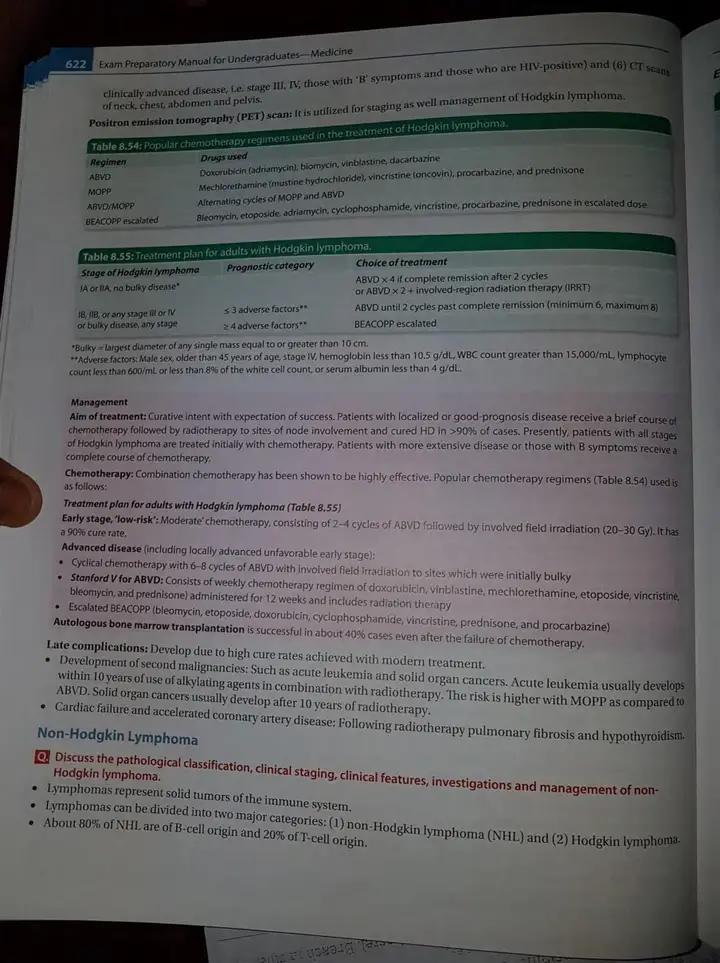 622 Exam Preparatory Manual for Undergraduates—Medicine
clinically advanced disease, i.e. stage III, IV, those with 'B' symptoms and those who are HIV-positive) and (6) CT scans
of neck, chest, abdomen and pelvis.
Positron emission tomography (PET) scan: It is utilized for staging as well management of Hodgkin lymphoma.
Table 8.54: Popular chemotherapy regimens used in the treatment of Hodgkin lymphoma.
Regimen Drugs used
ABVD Doxorubicin (adriamycin), biomycin, vinblastine, dacarbazine
MOPP Mechlorethamine (mustine hydrochloride), vincristine (oncovin), procarbazine, and prednisone
ABVD/MOPP Alternating cycles of MOPP and ABVD
BEACOPP escalated Bleomycin, etoposide, adriamycin, cyclophosphamide, vincristine, procarbazine, prednisone in escalated dose
Table 8.55: Treatment plan for adults with Hodgkin lymphoma.
Stage of Hodgkin lymphoma Prognostic category Choice of treatment
IA or IIA, no bulky disease* ABVD × 4 if complete remission after 2 cycles
or ABVD × 2 + involved-region radiation therapy (IRRT)
IB, IIB, or any stage III or IV ≤ 3 adverse factors** ABVD until 2 cycles past complete remission (minimum 6, maximum 8)
or bulky disease, any stage ≥ 4 adverse factors** BEACOPP escalated
*Bulky = largest diameter of any single mass equal to or greater than 10 cm.
**Adverse factors: Male sex, older than 45 years of age, stage IV, hemoglobin less than 10.5 g/dL, WBC count greater than 15,000/mL, lymphocyte
count less than 600/mL or less than 8% of the white cell count, or serum albumin less than 4 g/dL.
Management
Aim of treatment: Curative intent with expectation of success. Patients with localized or good-prognosis disease receive a brief course of
chemotherapy followed by radiotherapy to sites of node involvement and cured HD in >90% of cases. Presently, patients with all stages
of Hodgkin lymphoma are treated initially with chemotherapy. Patients with more extensive disease or those with B symptoms receive a
complete course of chemotherapy.
Chemotherapy: Combination chemotherapy has been shown to be highly effective. Popular chemotherapy regimens (Table 8.54) used is
as follows:
Treatment plan for adults with Hodgkin lymphoma (Table 8.55)
Early stage, 'low-risk': Moderate' chemotherapy, consisting of 2–4 cycles of ABVD followed by involved field irradiation (20–30 Gy). It has
a 90% cure rate.
Advanced disease (including locally advanced unfavorable early stage):
• Cyclical chemotherapy with 6–8 cycles of ABVD with involved field irradiation to sites which were initially bulky
• Stanford V for ABVD: Consists of weekly chemotherapy regimen of doxorubicin, vinblastine, mechlorethamine, etoposide, vincristine,
bleomycin, and prednisone) administered for 12 weeks and includes radiation therapy
• Escalated BEACOPP (bleomycin, etoposide, doxorubicin, cyclophosphamide, vincristine, prednisone, and procarbazine)
Autologous bone marrow transplantation is successful in about 40% cases even after the failure of chemotherapy.
Late complications: Develop due to high cure rates achieved with modern treatment.
• Development of second malignancies: Such as acute leukemia and solid organ cancers. Acute leukemia usually develops
within 10 years of use of alkylating agents in combination with radiotherapy. The risk is higher with MOPP as compared to
ABVD. Solid organ cancers usually develop after 10 years of radiotherapy.
• Cardiac failure and accelerated coronary artery disease: Following radiotherapy pulmonary fibrosis and hypothyroidism.
Non-Hodgkin Lymphoma
Q. Discuss the pathological classification, clinical staging, clinical features, investigations and management of non-
Hodgkin lymphoma.
• Lymphomas represent solid tumors of the immune system.
• Lymphomas can be divided into two major categories: (1) non-Hodgkin lymphoma (NHL) and (2) Hodgkin lymphoma.
• About 80% of NHL are of B-cell origin and 20% of T-cell origin.